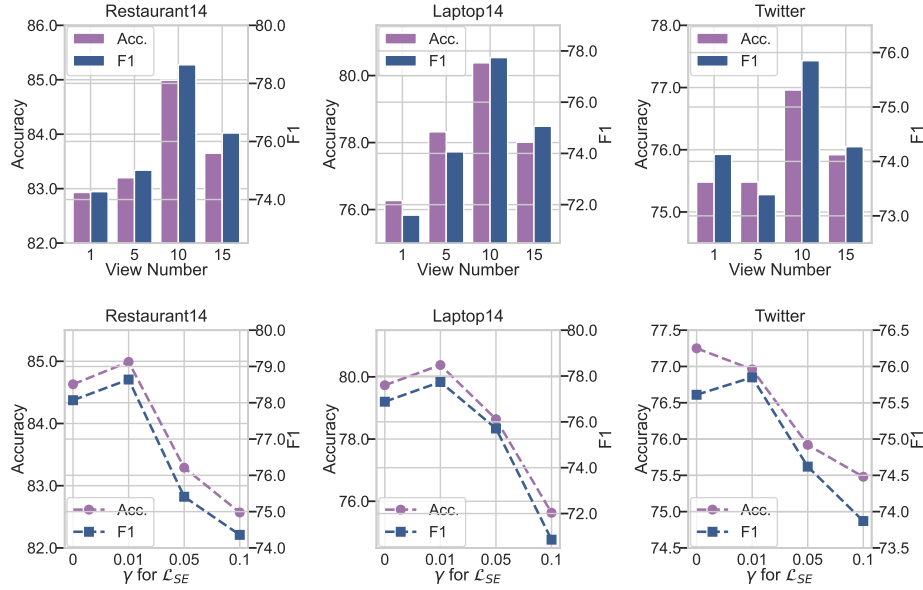 Restaurant14
86.0
85.0
84.0
83.0
82.0
Accuracy
80.0
78.0
76.0
74.0
F1
Acc.
F1
1 5 10 15
View Number
Laptop14
80.0
78.0
76.0
Accuracy
78.0
76.0
74.0
72.0
F1
Acc.
F1
1 5 10 15
View Number
Twitter
78.0
77.0
76.0
75.0
Accuracy
76.0
75.0
74.0
73.0
F1
Acc.
F1
1 5 10 15
View Number
Restaurant14
85.0
84.0
83.0
82.0
Accuracy
80.0
79.0
78.0
77.0
76.0
75.0
74.0
F1
Acc.
F1
0 0.01 0.05 0.1
γ for ℒSE
Laptop14
80.0
78.0
76.0
Accuracy
80.0
78.0
76.0
74.0
72.0
F1
Acc.
F1
0 0.01 0.05 0.1
γ for ℒSE
Twitter
77.5
77.0
76.5
76.0
75.5
75.0
74.5
Accuracy
76.5
76.0
75.5
75.0
74.5
74.0
73.5
F1
Acc.
F1
0 0.01 0.05 0.1
γ for ℒSE